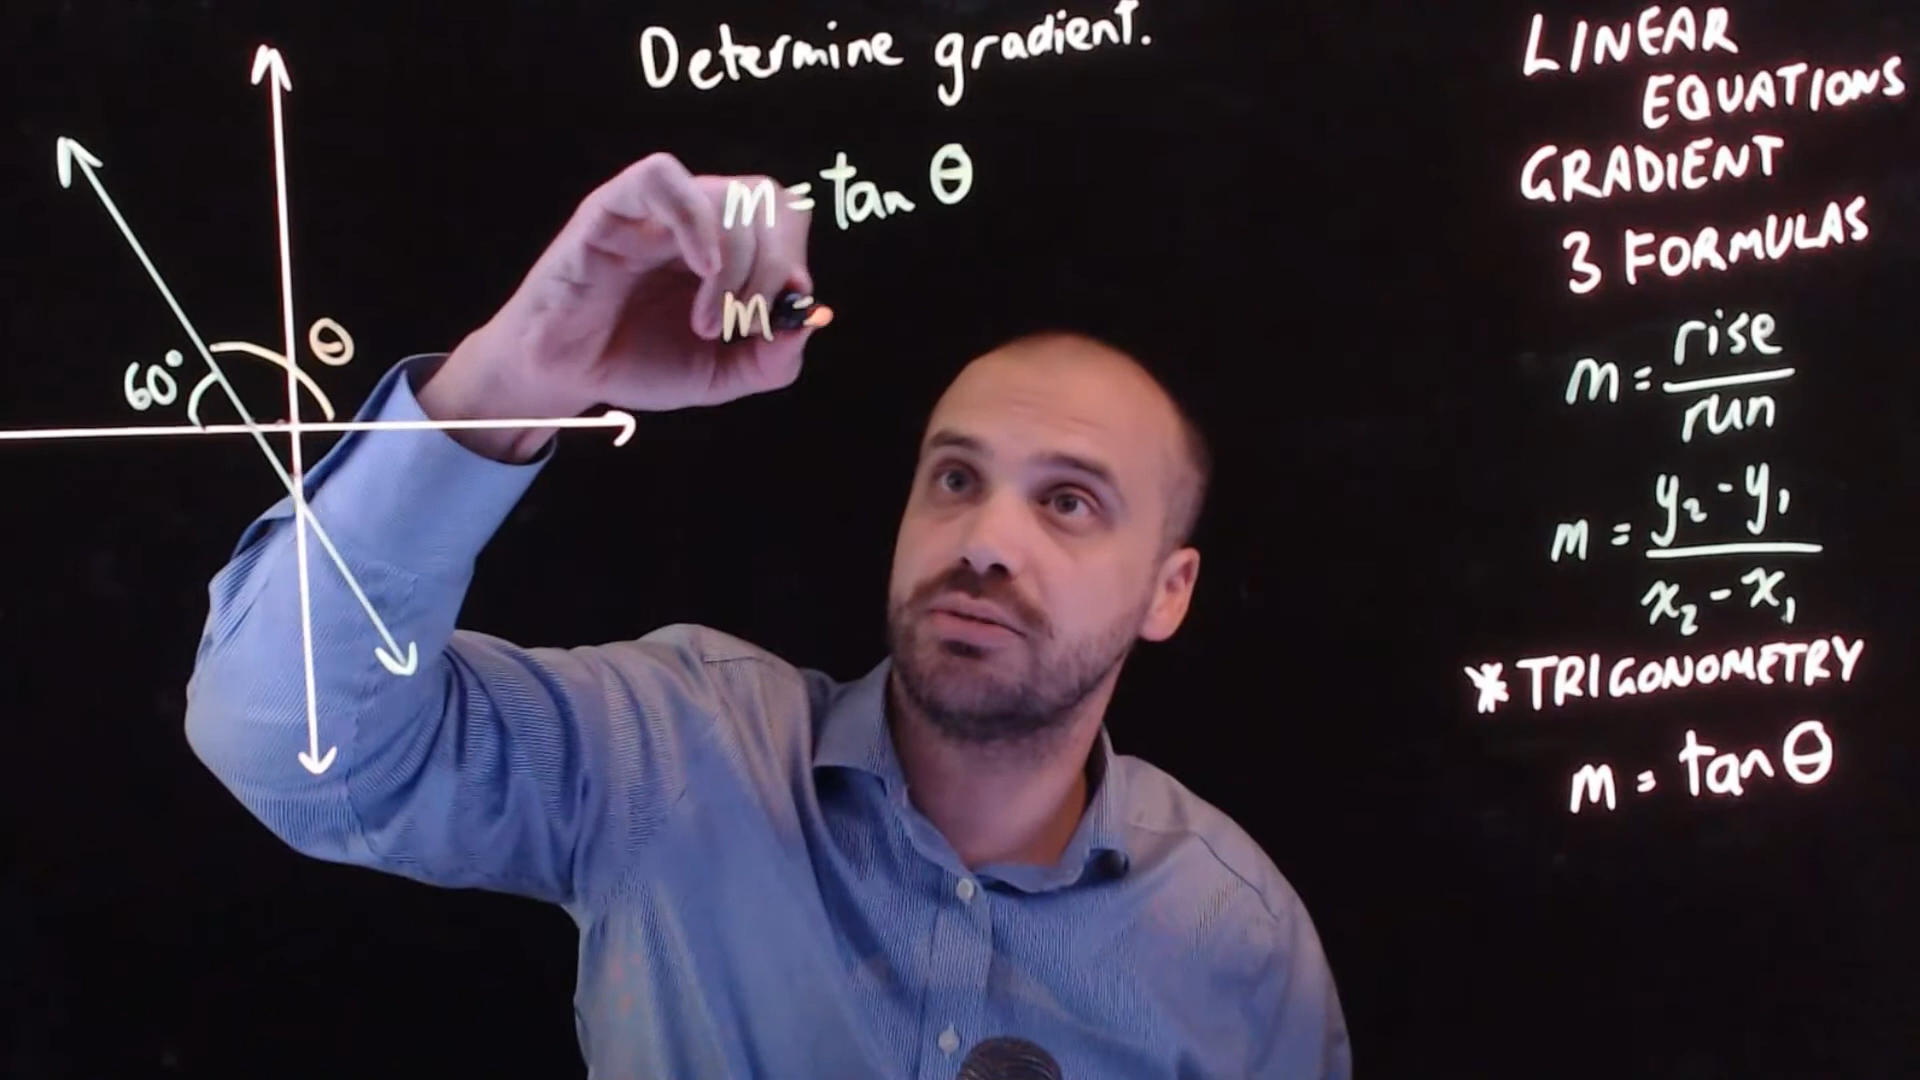 Determine gradient.
m = tan θ
m =
60°
θ
LINEAR
EQUATIONS
GRADIENT
3 FORMULAS
m = rise
run
m = y₂ - y₁
x₂ - x₁
* TRIGONOMETRY
m = tan θ